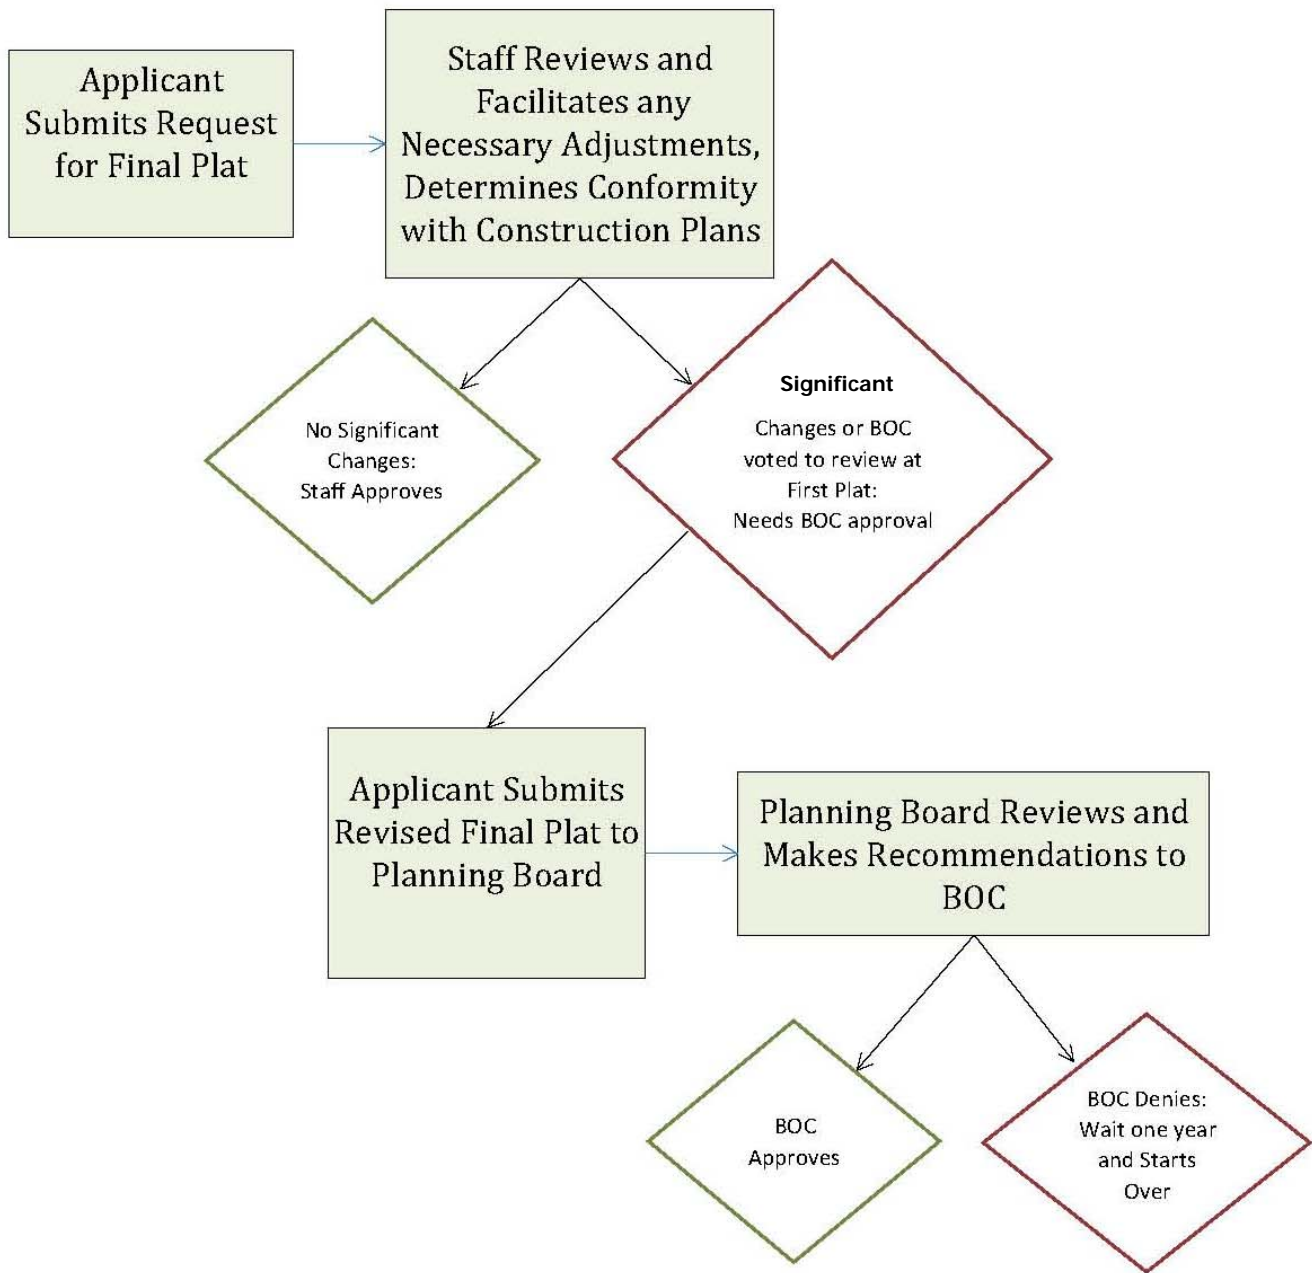 Applicant
Submits Request
for Final Plat
Staff Reviews and
Facilitates any
Necessary Adjustments,
Determines Conformity
with Construction Plans
No Significant
Changes:
Staff Approves
Significant
Changes or BOC
voted to review at
First Plat:
Needs BOC approval
Applicant Submits
Revised Final Plat to
Planning Board
Planning Board Reviews and
Makes Recommendations to
BOC
BOC
Approves
BOC Denies:
Wait one year
and Starts
Over